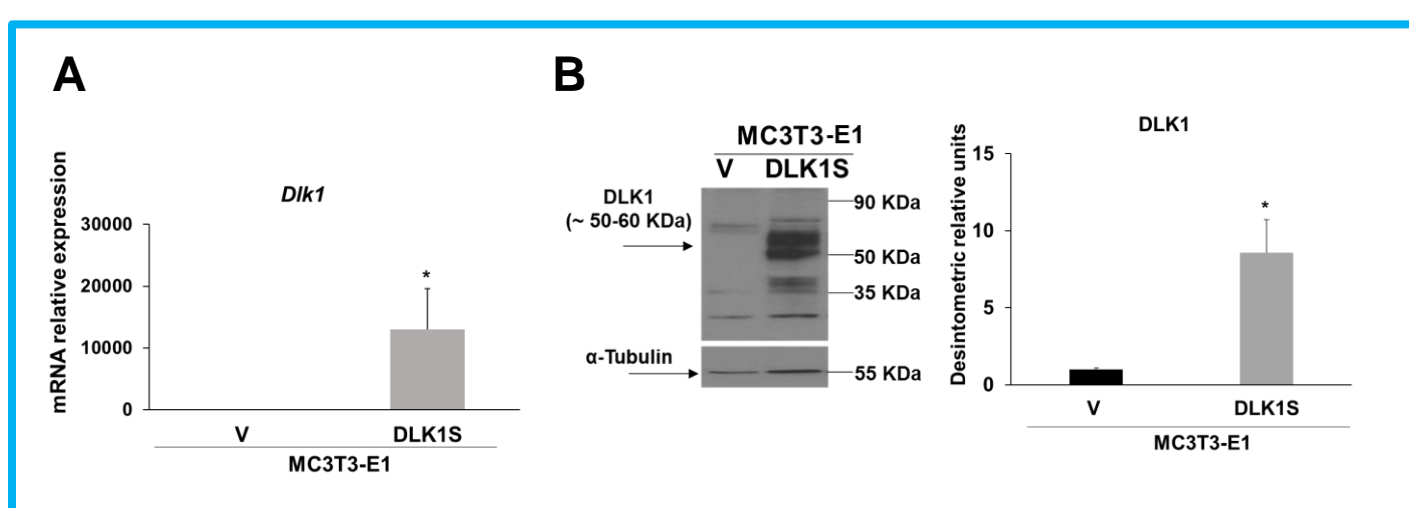 A
mRNA relative expression
Dlk1
30000
20000
10000
0
*
V DLK1S
MC3T3-E1
B
MC3T3-E1
V DLK1S
DLK1
(~ 50-60 KDa)
90 KDa
50 KDa
35 KDa
α-Tubulin
55 KDa
Desintometric relative units
DLK1
15
10
5
0
*
V DLK1S
MC3T3-E1